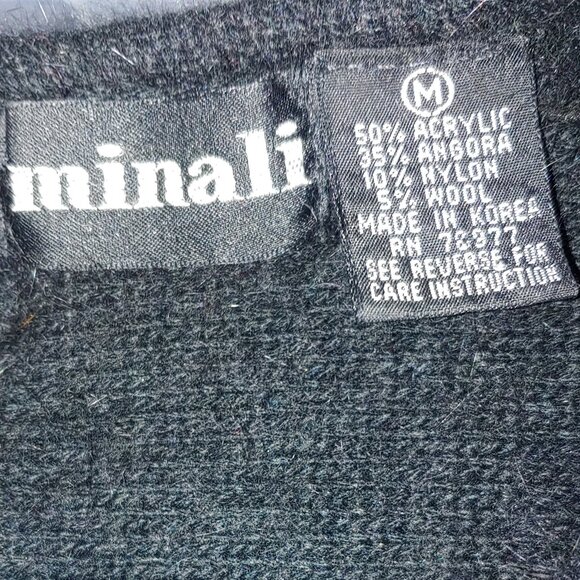 minali
M
50% ACRYLIC
35% ANGORA
10% NYLON
5% WOOL
MADE IN KOREA
RN 78377
SEE REVERSE FOR
CARE INSTRUCTION